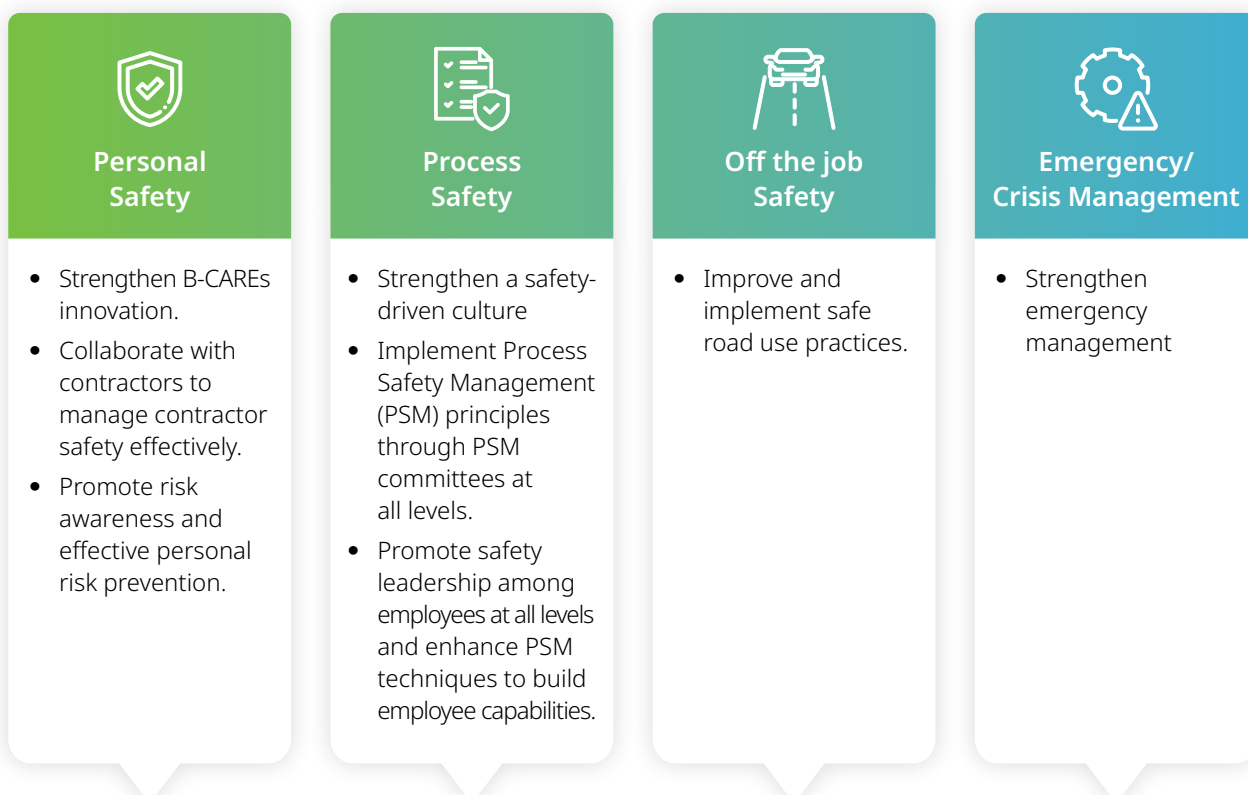 Personal
Safety
• Strengthen B-CAREs
innovation.
• Collaborate with
contractors to
manage contractor
safety effectively.
• Promote risk
awareness and
effective personal
risk prevention.
Process
Safety
• Strengthen a safety-
driven culture
• Implement Process
Safety Management
(PSM) principles
through PSM
committees at
all levels.
• Promote safety
leadership among
employees at all levels
and enhance PSM
techniques to build
employee capabilities.
Off the job
Safety
• Improve and
implement safe
road use practices.
Emergency/
Crisis Management
• Strengthen
emergency
management